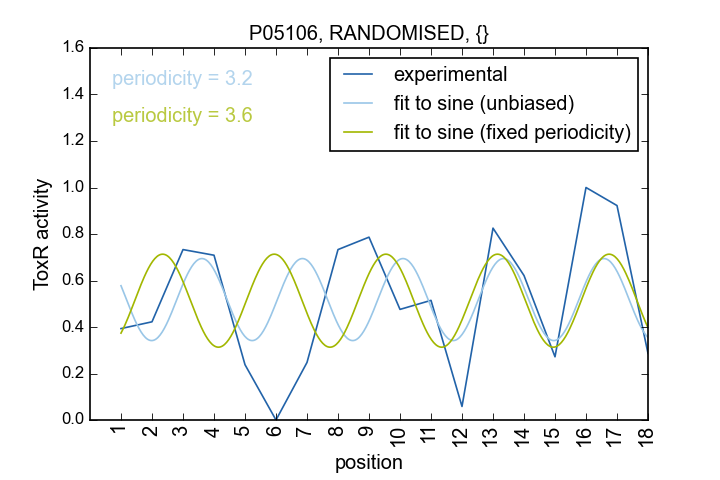 P05106, RANDOMISED, {}
periodicity = 3.2
periodicity = 3.6
experimental
fit to sine (unbiased)
fit to sine (fixed periodicity)
ToxR activity
1.6
1.4
1.2
1.0
0.8
0.6
0.4
0.2
0.0
1 2 3 4 5 6 7 8 9 10 11 12 13 14 15 16 17 18
position